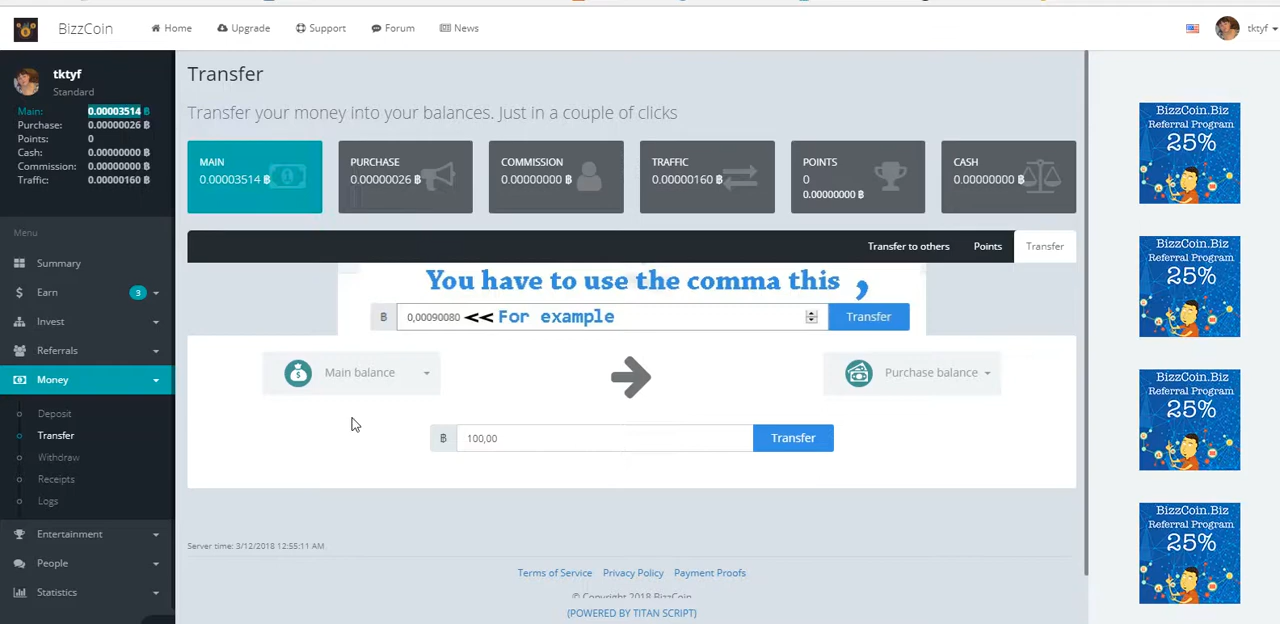 BizzCoin
Home
Upgrade
Support
Forum
News
tktyf
tktyf
Standard
Main: 0.00003514 ฿
Purchase: 0.00000026 ฿
Points: 0
Cash: 0.00000000 ฿
Commission: 0.00000000 ฿
Traffic: 0.00000160 ฿
Menu
Summary
Earn 3
Invest
Referrals
Money
Deposit
Transfer
Withdraw
Receipts
Logs
Entertainment
People
Statistics
Transfer
Transfer your money into your balances. Just in a couple of clicks
MAIN
0.00003514 ฿
PURCHASE
0.00000026 ฿
COMMISSION
0.00000000 ฿
TRAFFIC
0.00000160 ฿
POINTS
0
0.00000000 ฿
CASH
0.00000000 ฿
Transfer to others
Points
Transfer
You have to use the comma this ,
฿ 0,00090080 << For example
Transfer
Main balance
Purchase balance
฿ 100,00
Transfer
Server time: 3/12/2018 12:55:11 AM
Terms of Service Privacy Policy Payment Proofs
© Copyright 2018 BizzCoin
(POWERED BY TITAN SCRIPT)
BizzCoin.Biz
Referral Program
25%
BizzCoin.Biz
Referral Program
25%
BizzCoin.Biz
Referral Program
25%
BizzCoin.Biz
Referral Program
25%